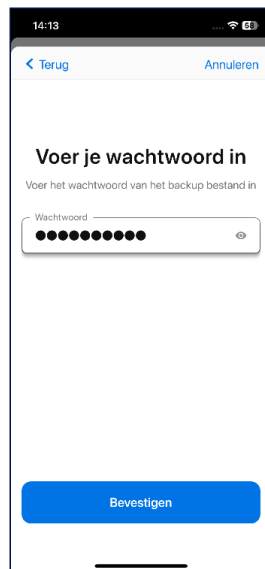 14:13
58
Terug
Annuleren
Voer je wachtwoord in
Voer het wachtwoord van het backup bestand in
Wachtwoord
Bevestigen